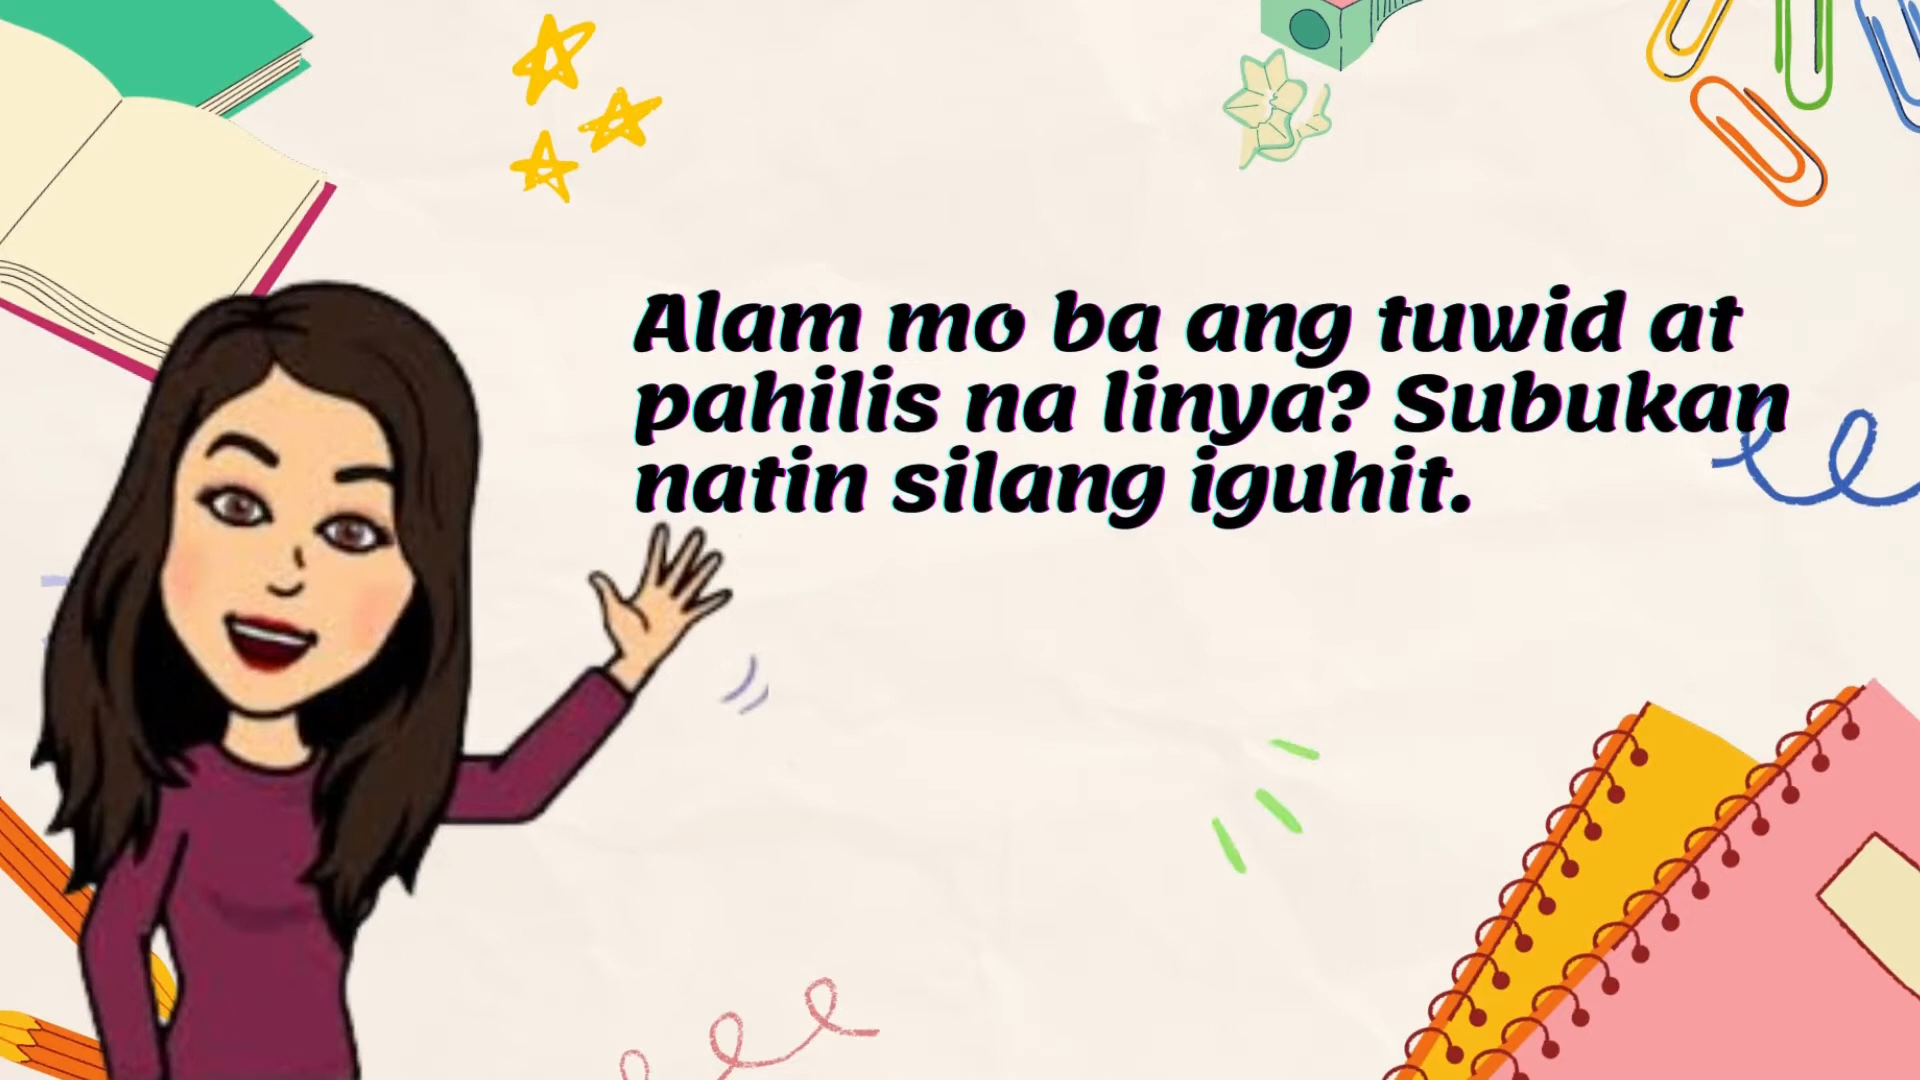 Alam mo ba ang tuwid at
pahilis na linya? Subukan
natin silang iguhit.